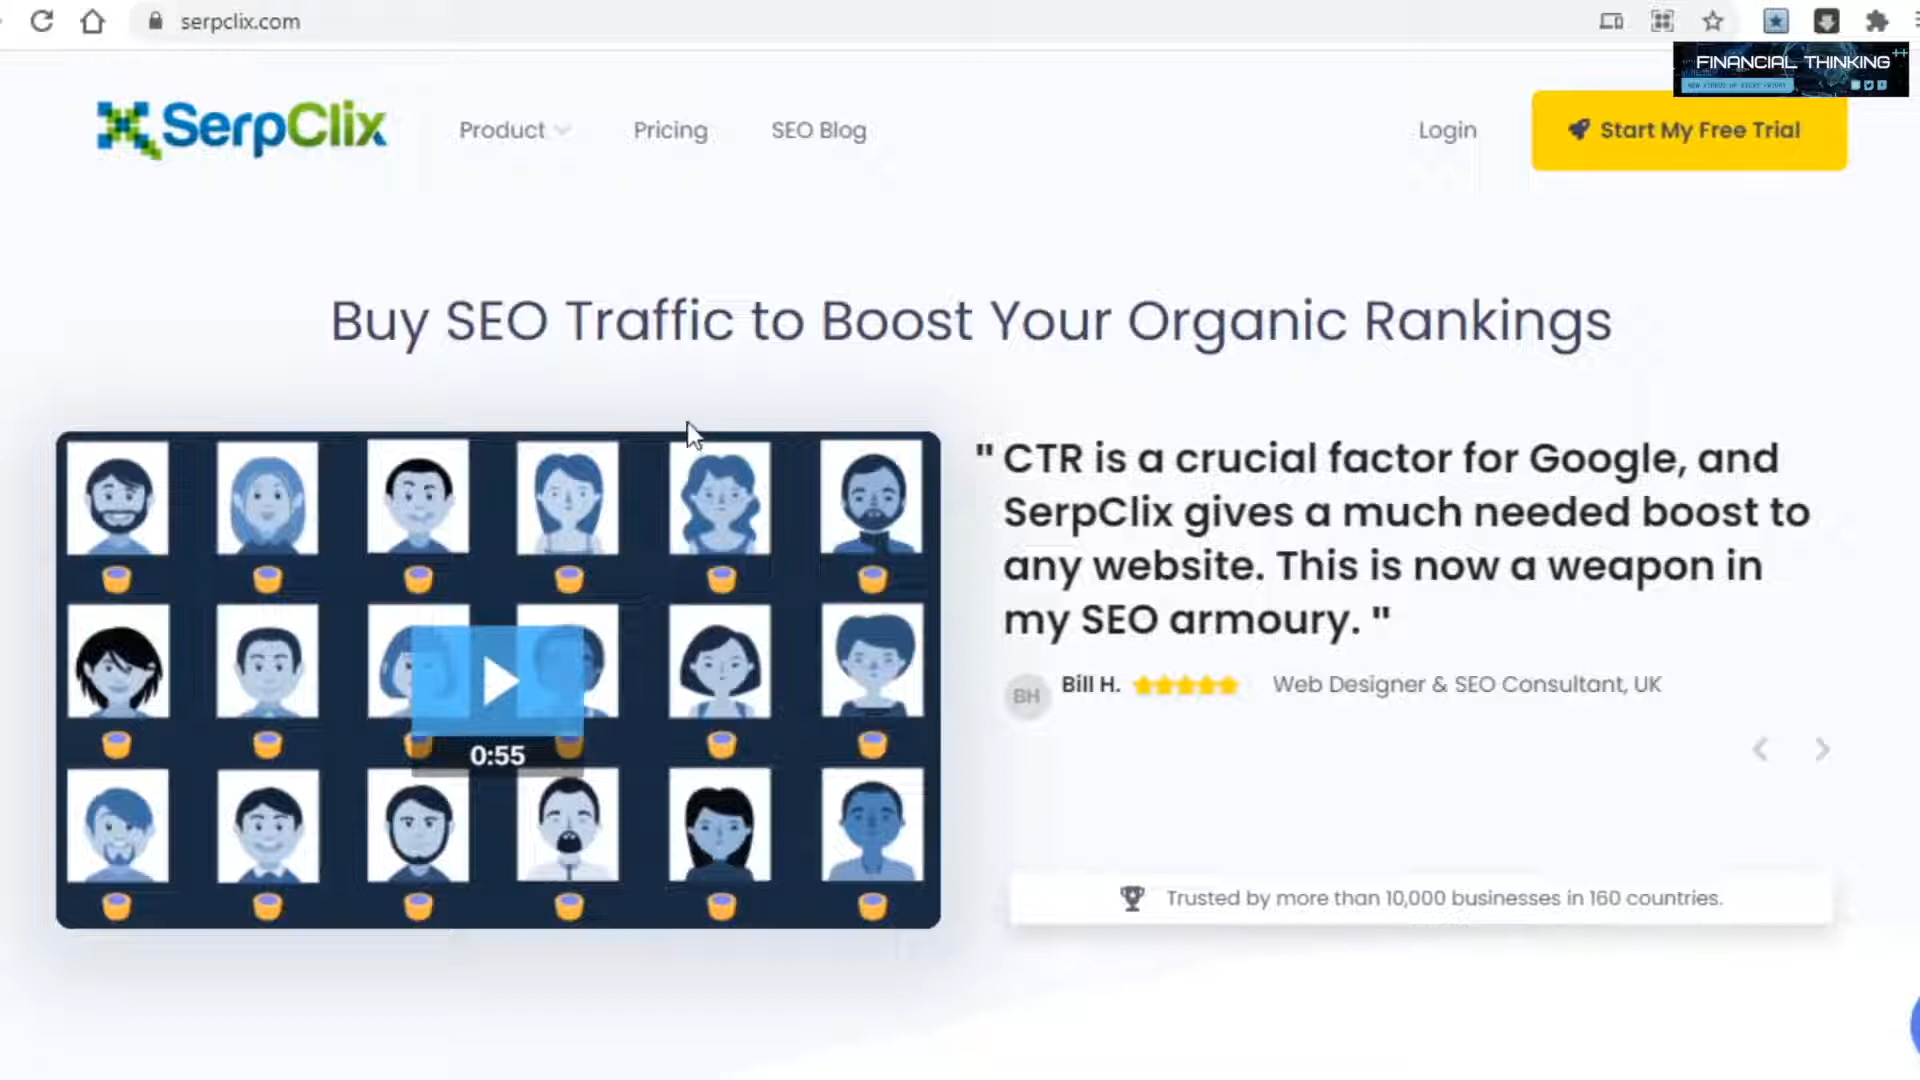 serpclix.com
FINANCIAL THINKING
SerpClix
Product
Pricing
SEO Blog
Login
Start My Free Trial
Buy SEO Traffic to Boost Your Organic Rankings
" CTR is a crucial factor for Google, and
SerpClix gives a much needed boost to
any website. This is now a weapon in
my SEO armoury. "
BH
Bill H.
Web Designer & SEO Consultant, UK
0:55
Trusted by more than 10,000 businesses in 160 countries.